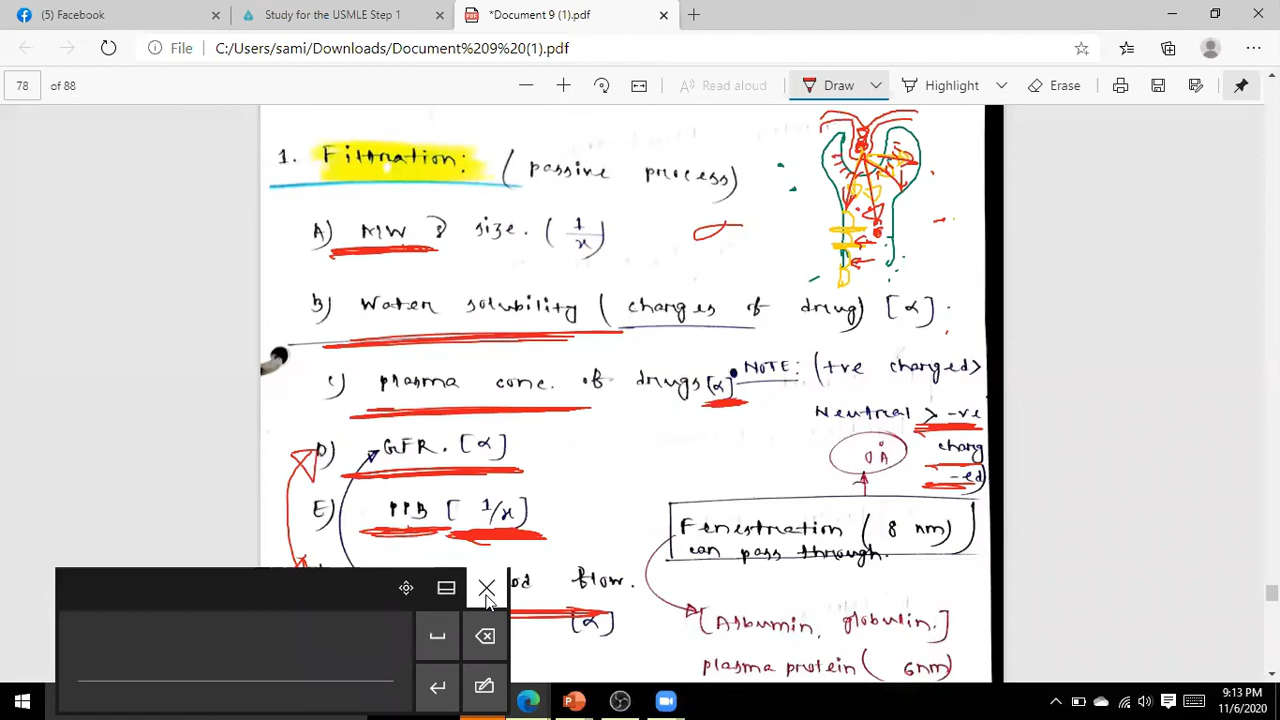 (5) Facebook
Study for the USMLE Step 1
*Document 9 (1).pdf
File C:/Users/sami/Downloads/Document%209%20(1).pdf
78 of 88
Read aloud
Draw
Highlight
Erase
1. Filtration: (passive process)
A) MW & size. (1/x)
B) Water solubility (charges of drug) [α]
c) plasma conc. of drugs [α]
NOTE: (+ve charged>
Neutral > -ve
charg
-ed
D) GFR. [α]
E) PPB [1/x]
flow.
[α]
Fenestration (8 nm)
can pass through.
[Albumin, globulin.]
plasma protein (6nm)
9:13 PM
11/6/2020